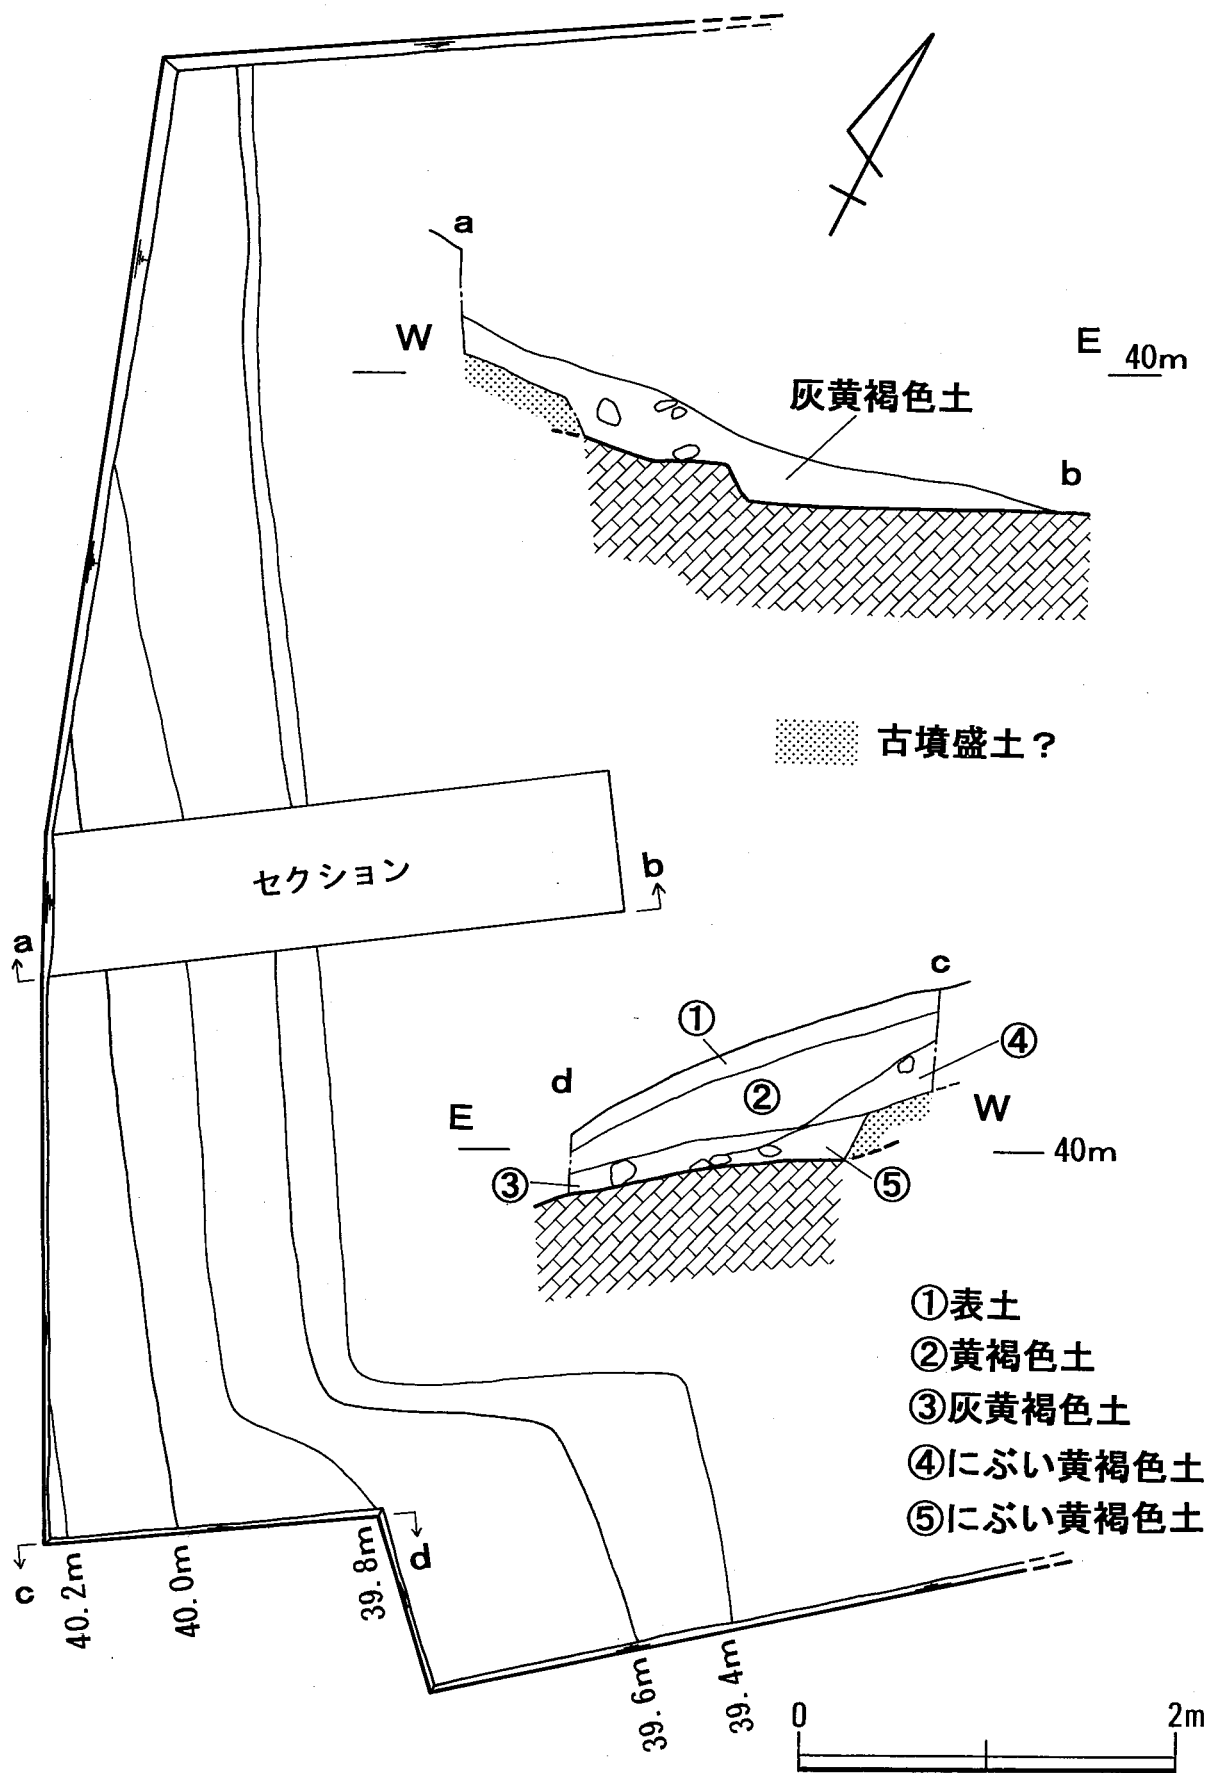 a
W
E
40m
灰黄褐色土
b
古墳盛土?
セクション
b
a
c
①
④
d
②
E
W
40m
③
⑤
①表土
②黄褐色土
③灰黄褐色土
④にぶい黄褐色土
⑤にぶい黄褐色土
c
40.2m
40.0m
39.8m
d
39.6m
39.4m
0
2m